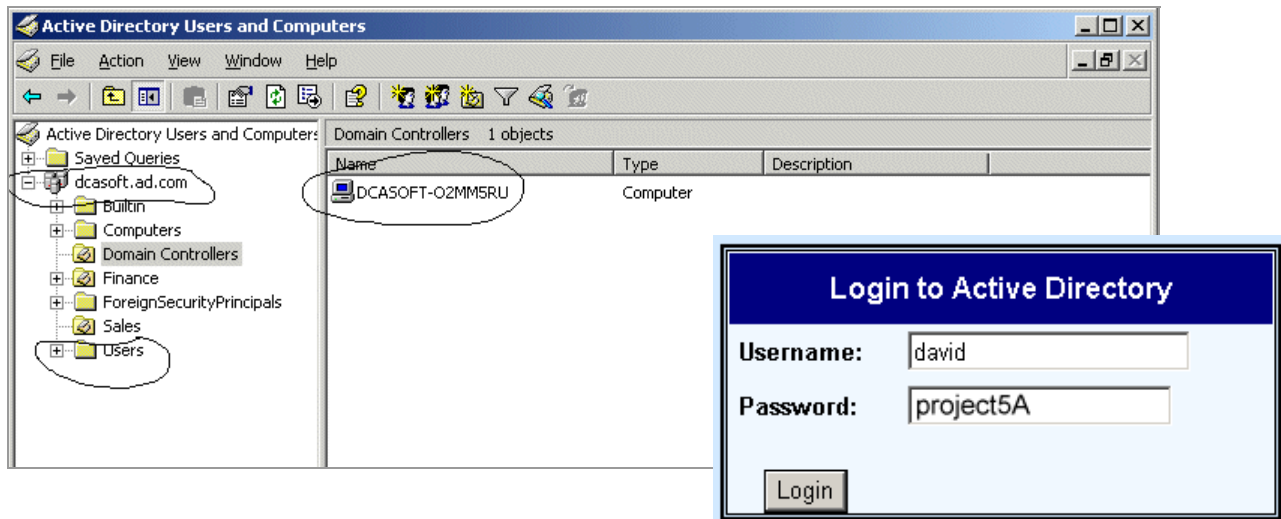 Active Directory Users and Computers
File Action View Window Help
Active Directory Users and Computers
Domain Controllers 1 objects
Saved Queries
Name Type Description
dcasoft.ad.com
DCASOFT-O2MM5RU Computer
Builtin
Computers
Domain Controllers
Finance
ForeignSecurityPrincipals
Sales
Users
Login to Active Directory
Username: david
Password: project5A
Login